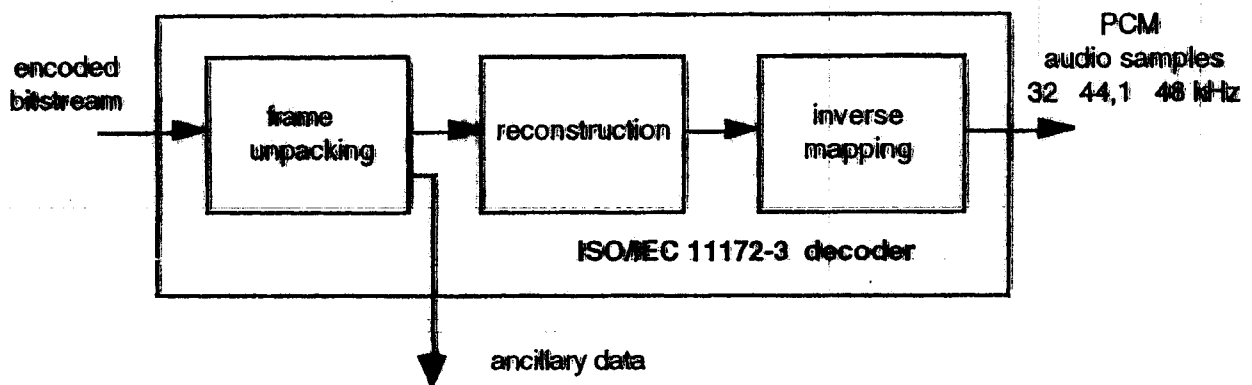 encoded
bitstream
frame
unpacking
reconstruction
inverse
mapping
PCM
audio samples
32 44,1 48 kHz
ISO/IEC 11172-3 decoder
ancillary data